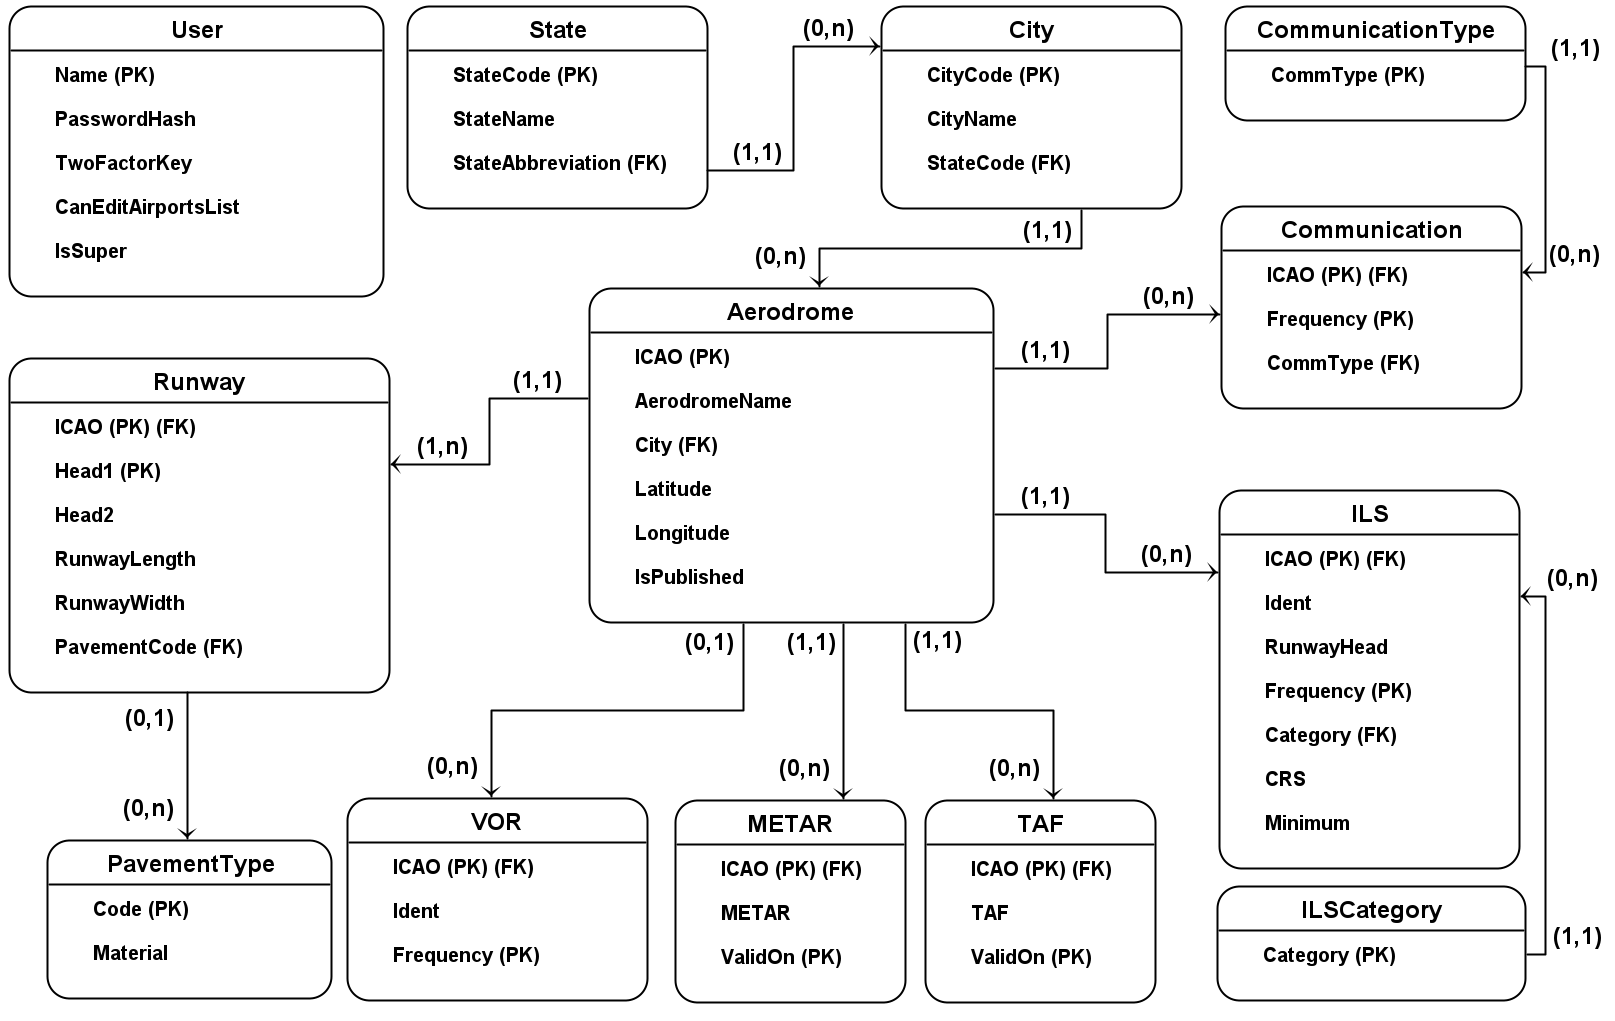 User
Name (PK)
PasswordHash
TwoFactorKey
CanEditAirportsList
IsSuper
State
StateCode (PK)
StateName
StateAbbreviation (FK)
(1,1)
(0,n)
City
CityCode (PK)
CityName
StateCode (FK)
(1,1)
(0,n)
CommunicationType
CommType (PK)
(1,1)
(0,n)
Communication
ICAO (PK) (FK)
Frequency (PK)
CommType (FK)
Aerodrome
ICAO (PK)
AerodromeName
City (FK)
Latitude
Longitude
IsPublished
(1,1)
(0,n)
(1,1)
(1,n)
Runway
ICAO (PK) (FK)
Head1 (PK)
Head2
RunwayLength
RunwayWidth
PavementCode (FK)
(1,1)
(0,n)
ILS
ICAO (PK) (FK)
Ident
RunwayHead
Frequency (PK)
Category (FK)
CRS
Minimum
(0,n)
(0,1)
(1,1)
(1,1)
(0,1)
(0,n)
(0,n)
(0,n)
(0,n)
PavementType
Code (PK)
Material
VOR
ICAO (PK) (FK)
Ident
Frequency (PK)
METAR
ICAO (PK) (FK)
METAR
ValidOn (PK)
TAF
ICAO (PK) (FK)
TAF
ValidOn (PK)
ILSCategory
Category (PK)
(1,1)